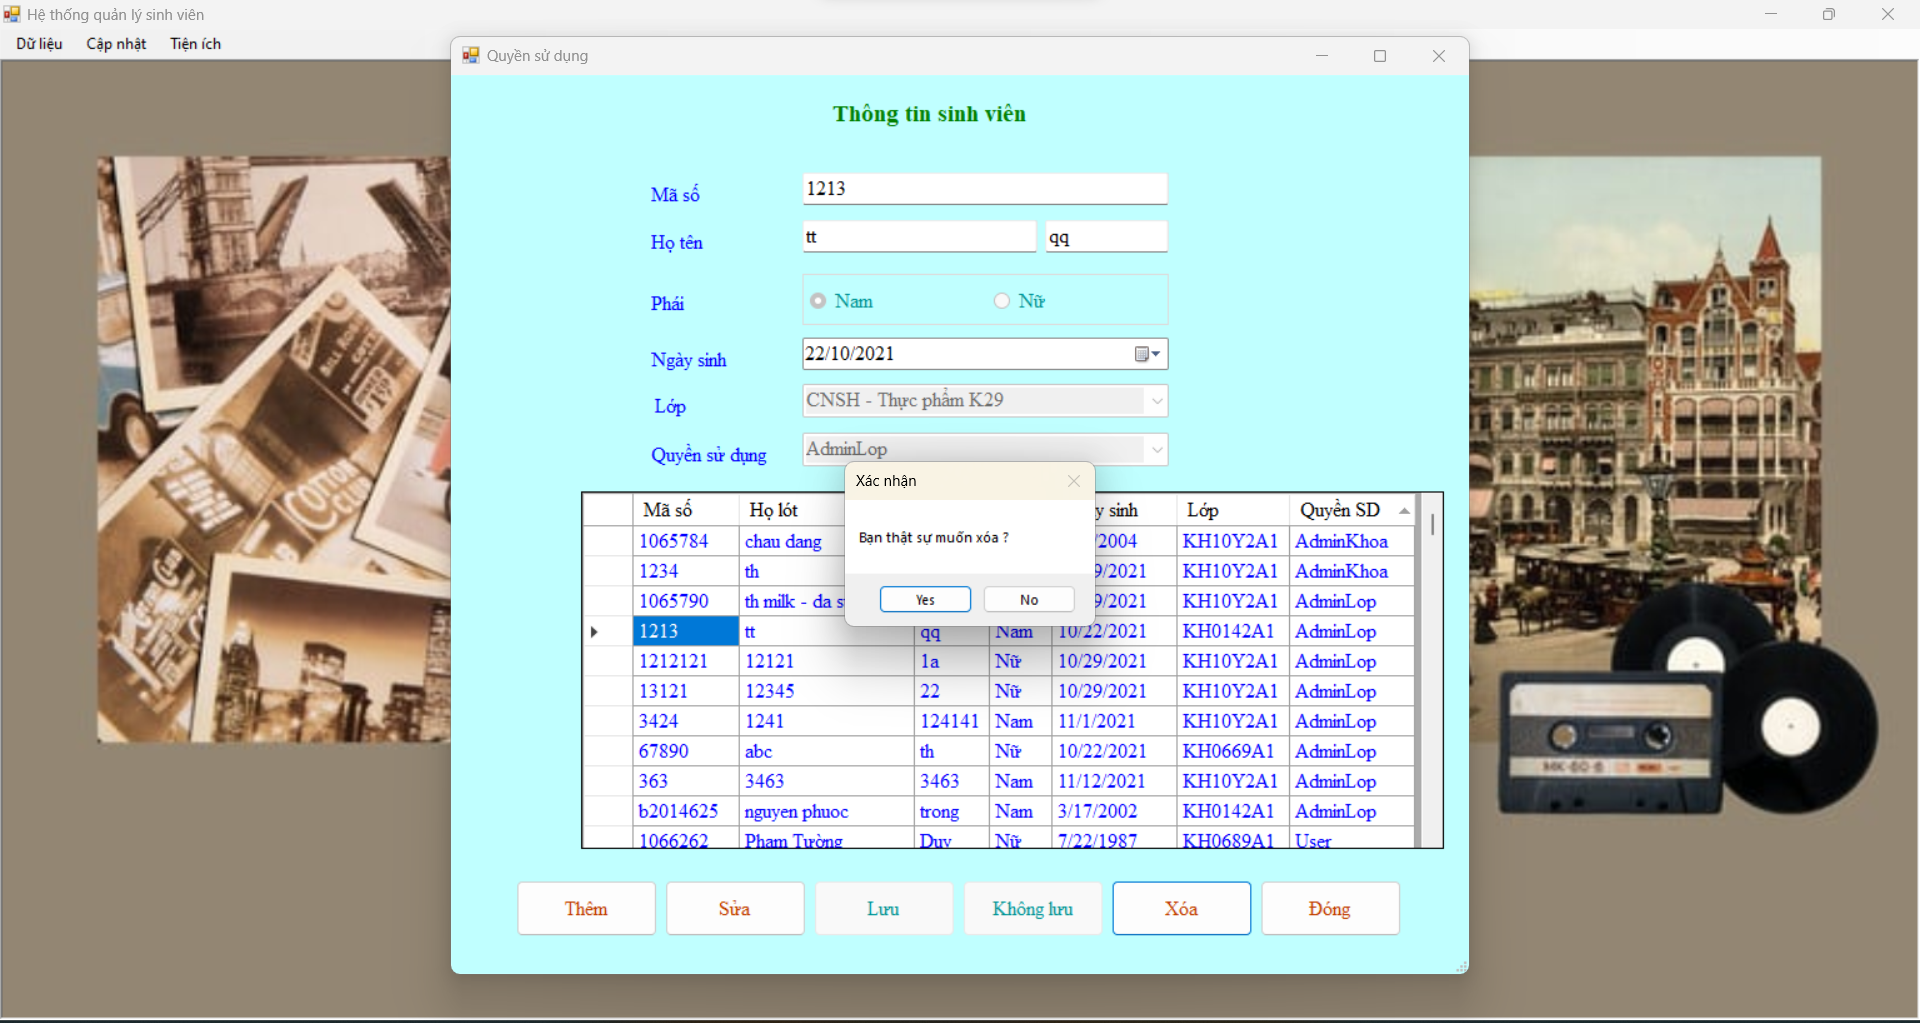 Hệ thống quản lý sinh viên
Dữ liệu Cập nhật Tiện ích
Quyền sử dụng
Thông tin sinh viên
Mã số 1213
Họ tên tt qq
Phái Nam Nữ
Ngày sinh 22/10/2021
Lớp CNSH - Thực phẩm K29
Quyền sử dụng AdminLop
Xác nhận
Bạn thật sự muốn xóa ?
Yes No
Mã số Họ lót y sinh Lớp Quyền SD
1065784 chau dang /2004 KH10Y2A1 AdminKhoa
1234 th 9/2021 KH10Y2A1 AdminKhoa
1065790 th milk - da s 9/2021 KH10Y2A1 AdminLop
1213 tt qq Nam 10/22/2021 KH0142A1 AdminLop
1212121 12121 1a Nữ 10/29/2021 KH10Y2A1 AdminLop
13121 12345 22 Nữ 10/29/2021 KH10Y2A1 AdminLop
3424 1241 124141 Nam 11/1/2021 KH10Y2A1 AdminLop
67890 abc th Nữ 10/22/2021 KH0669A1 AdminLop
363 3463 3463 Nam 11/12/2021 KH10Y2A1 AdminLop
b2014625 nguyen phuoc trong Nam 3/17/2002 KH0142A1 AdminLop
1066262 Phạm Tường Duy Nữ 7/22/1987 KH0689A1 User
Thêm Sửa Lưu Không lưu Xóa Đóng
COTTON CLUB